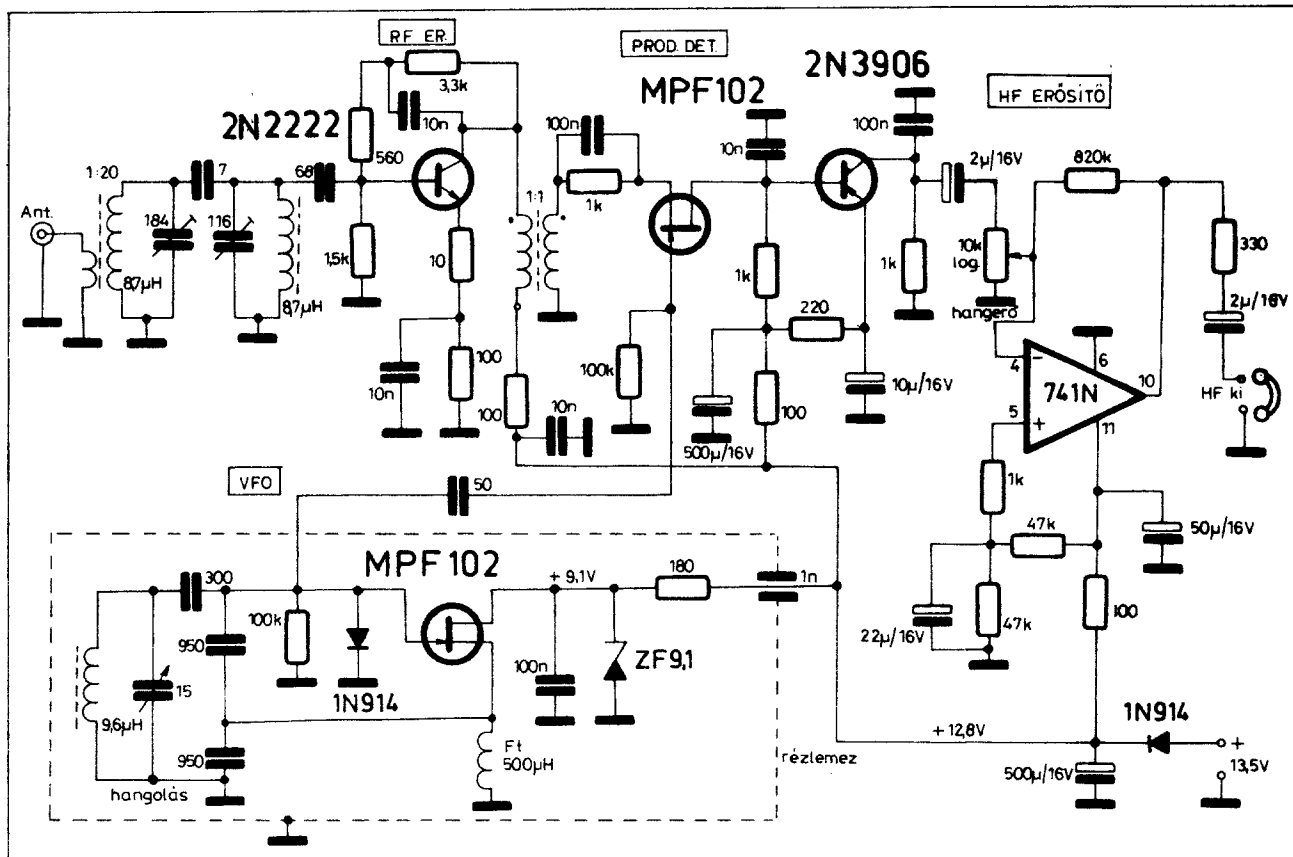 RF ER.
PROD. DET.
2N3906
3,3k
MPF102
HF ERŐSÍTŐ
2N2222
10n
100n
10n
100n
2µ/16V
820k
1:20
7
68
560
1k
1:1
Ant.
184
116
1,5k
10
1k
1k
10k
log.
330
8,7µH
8,7µH
220
hangerő
2µ/16V
10n
100
100
100k
10n
100
10µ/16V
500µ/16V
4
-
6
741N
10
5
+
11
HF ki
VFO
50
1k
47k
50µ/16V
MPF102
300
+ 9,1V
180
1n
100k
47k
100
950
15
22µ/16V
100n
ZF9,1
1N914
9,6µH
1N914
950
Ft
500µH
+12,8V
+
13,5V
rézlemez
500µ/16V
hangolás